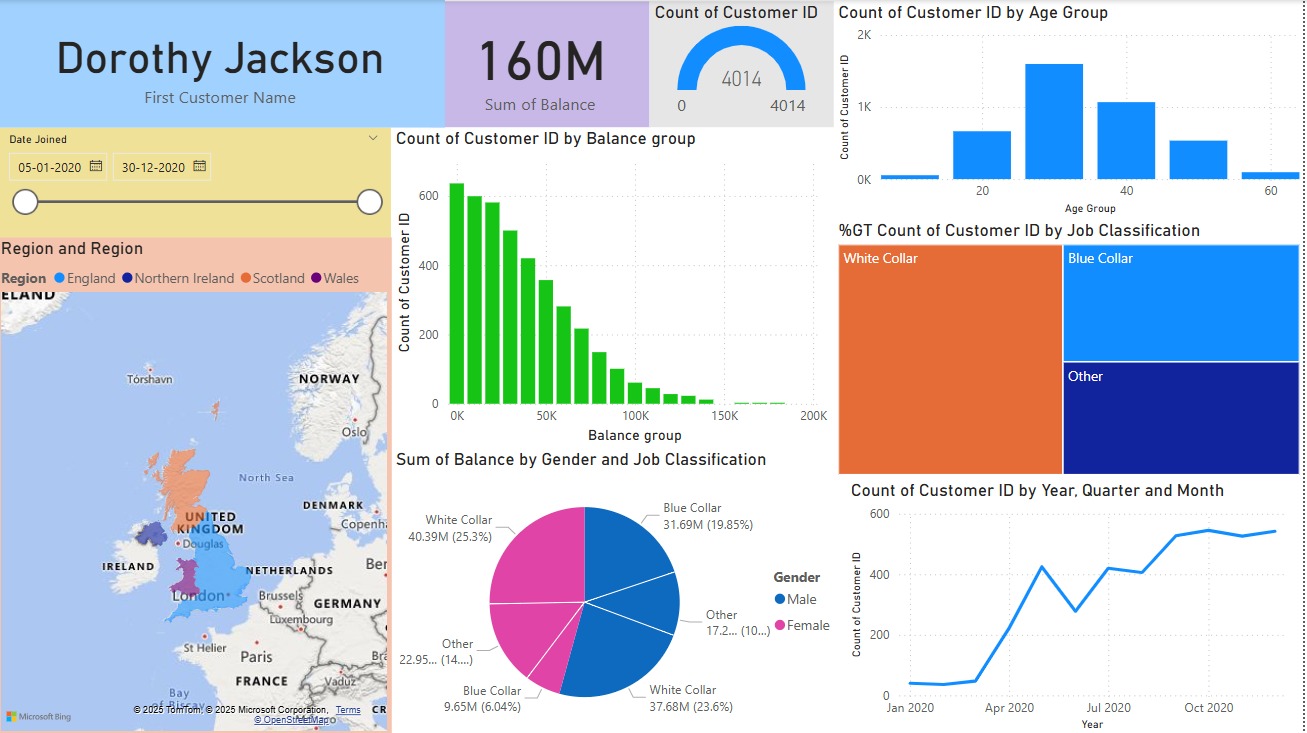 Dorothy Jackson
First Customer Name
160M
Sum of Balance
Count of Customer ID
4014
0
4014
Count of Customer ID by Age Group
Count of Customer ID
2K
1K
0K
20
40
60
Age Group
Date Joined
05-01-2020
30-12-2020
Region and Region
Region England Northern Ireland Scotland Wales
ELAND
Tórshavn
NORWAY
Oslo
North Sea
DENMARK
Copenh
UNITED
KINGDOM
Douglas
IRELAND
NETHERLANDS
Ber
London
Brussels
GERMANY
Luxembourg
St Helier
Paris
Bra
FRANCE
Vaduz
Bay
of Biscay
CR
Microsoft Bing
© 2025 TomTom, © 2025 Microsoft Corporation, Terms
© OpenStreetMap
Count of Customer ID by Balance group
Count of Customer ID
600
400
200
0
0K
50K
100K
150K
200K
Balance group
Sum of Balance by Gender and Job Classification
White Collar
40.39M (25.3%)
Blue Collar
31.69M (19.85%)
Other
17.2... (10...)
Other
22.95... (14....)
Blue Collar
9.65M (6.04%)
White Collar
37.68M (23.6%)
Gender
Male
Female
%GT Count of Customer ID by Job Classification
White Collar
Blue Collar
Other
Count of Customer ID by Year, Quarter and Month
Count of Customer ID
600
400
200
0
Jan 2020
Apr 2020
Jul 2020
Oct 2020
Year